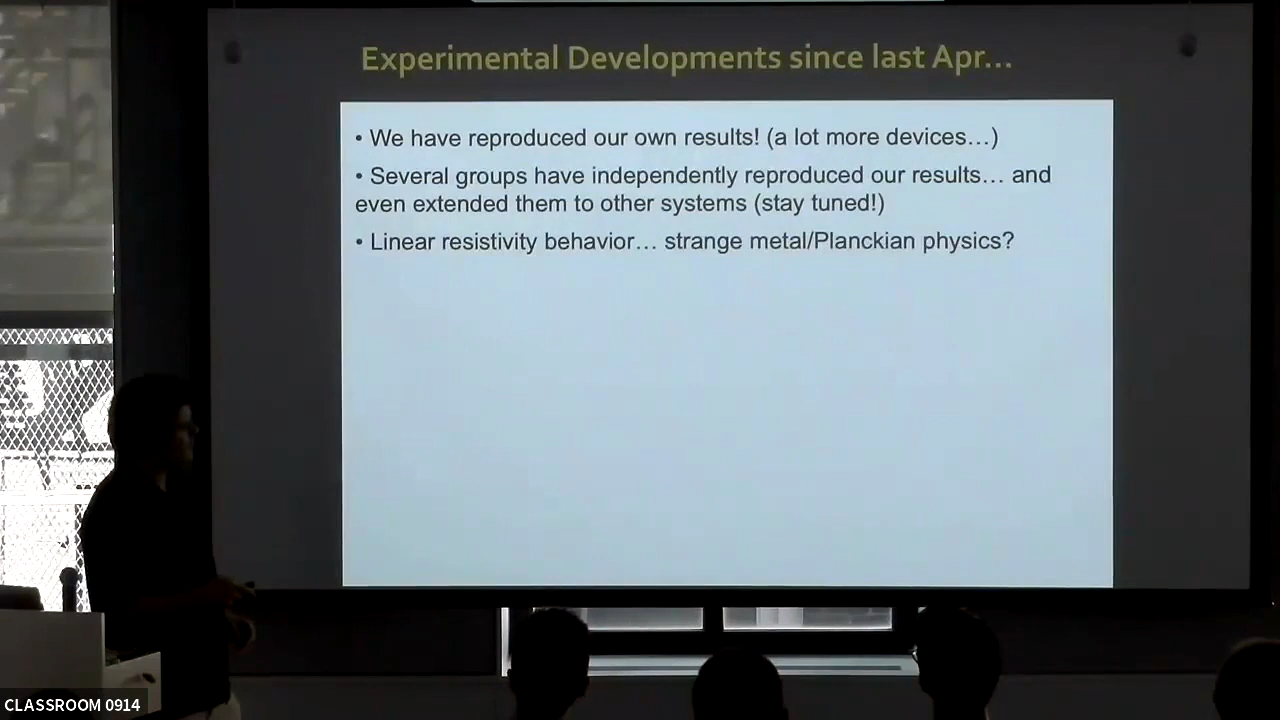 Experimental Developments since last Apr...
• We have reproduced our own results! (a lot more devices…)
• Several groups have independently reproduced our results… and
even extended them to other systems (stay tuned!)
• Linear resistivity behavior… strange metal/Planckian physics?
CLASSROOM 0914